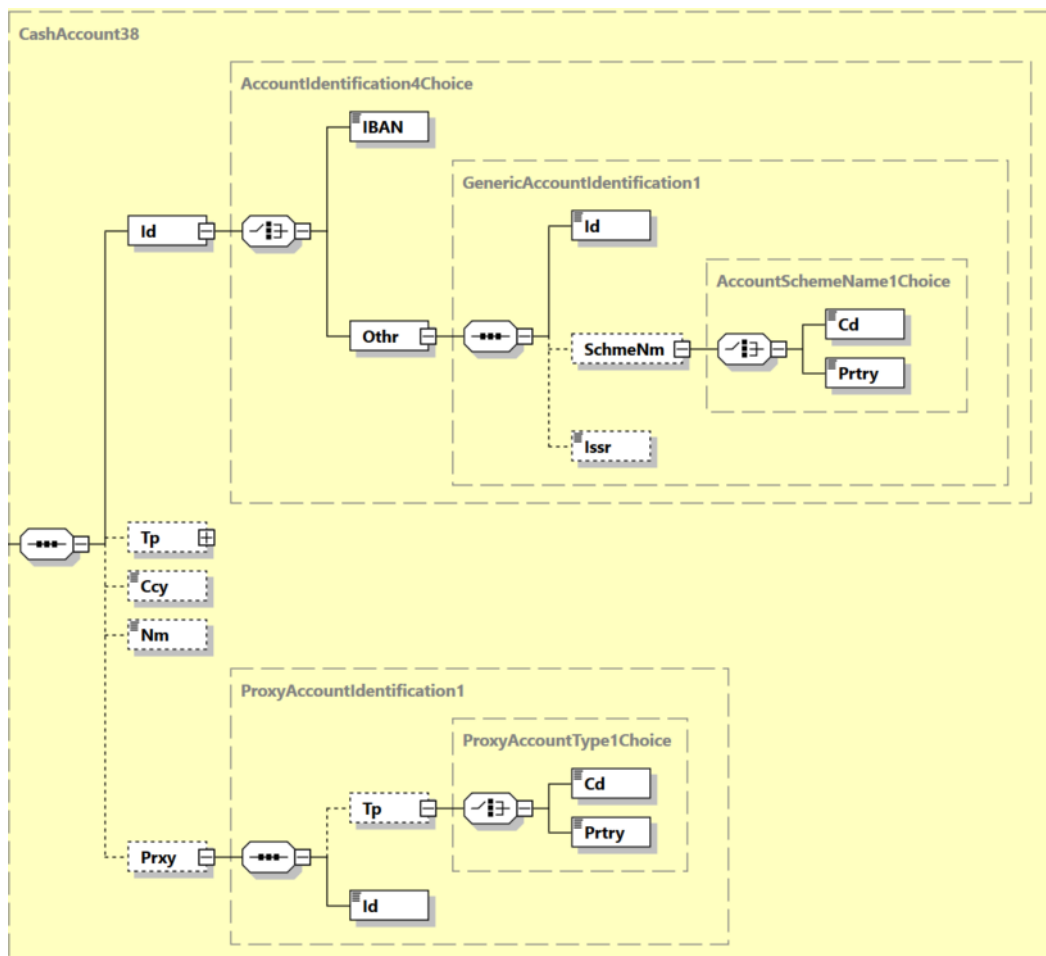 CashAccount38
AccountIdentification4Choice
IBAN
GenericAccountIdentification1
Id
Id
AccountSchemeName1Choice
Cd
Othr
SchmeNm
Prtry
Issr
Tp
Ccy
Nm
ProxyAccountIdentification1
ProxyAccountType1Choice
Cd
Tp
Prtry
Prxy
Id